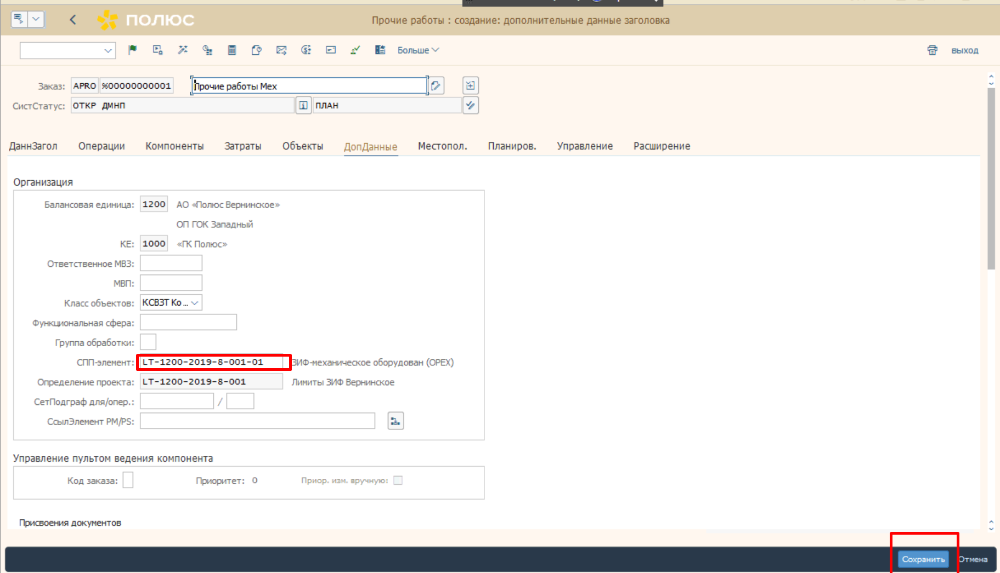 ПОЛЮС
Прочие работы : создание: дополнительные данные заголовка
Больше
выход
Заказ: APRO %00000000001 Прочие работы Мех
СистСтатус: ОТКР ДМНП ПЛАН
ДаннЗагол Операции Компоненты Затраты Объекты ДопДанные Местопол. Планиров. Управление Расширение
Организация
Балансовая единица: 1200 АО «Полюс Вернинское»
ОП ГОК Западный
КЕ: 1000 «ГК Полюс»
Ответственное МВЗ:
МВП:
Класс объектов: КСВЗТ Ко...
Функциональная сфера:
Группа обработки:
СПП-элемент: LT-1200-2019-8-001-01 ЗИФ-механическое оборудован (OPEX)
Определение проекта: LT-1200-2019-8-001 Лимиты ЗИФ Вернинское
СетПодграф для/опер.: /
СсылЭлемент PM/PS:
Управление пультом ведения компонента
Код заказа: Приоритет: 0 Приор. изм. вручную:
Присвоения документов
Сохранить Отмена